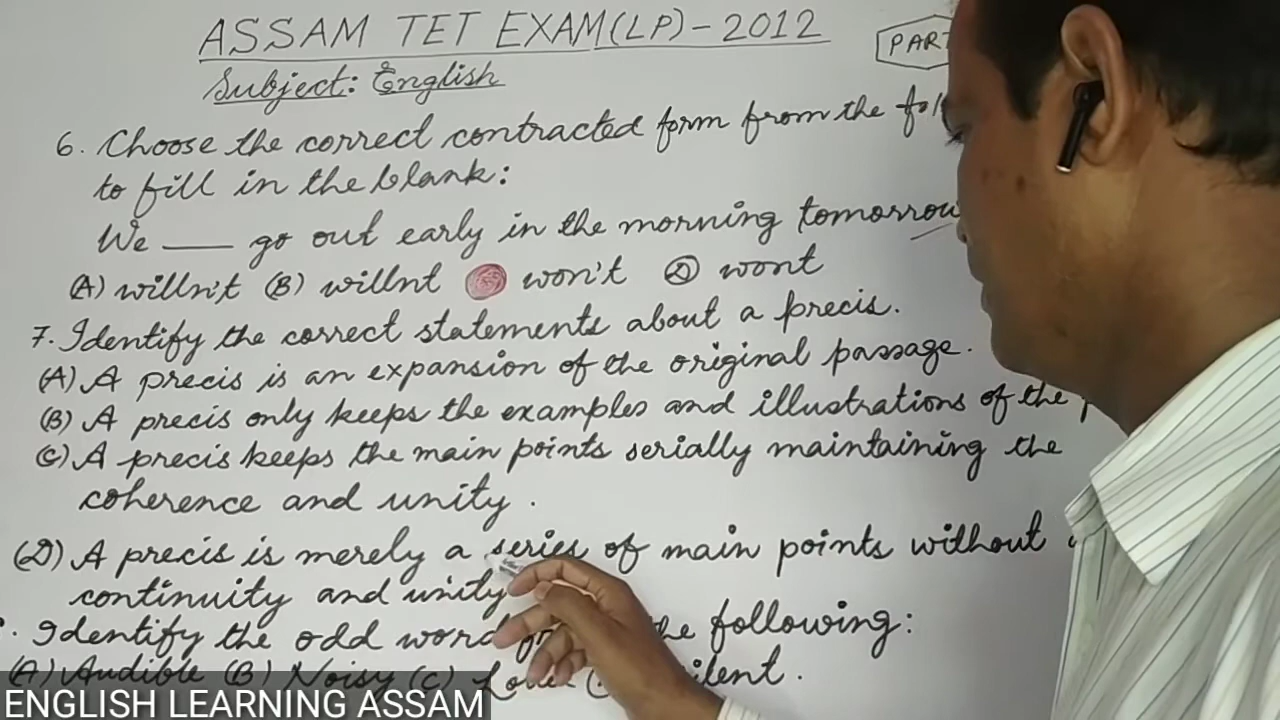 ASSAM TET EXAM(LP)-2012
PART
Subject: English
6. Choose the correct contracted form from the
to fill in the blank:
We ___ go out early in the morning tomorrow
(A) willn't (B) willnt won't (D) wont
7. Identify the correct statements about a precis.
(A) A precis is an expansion of the original passage.
(B) A precis only keeps the examples and illustrations of the
(C) A precis keeps the main points serially maintaining the
coherence and unity.
(D) A precis is merely a series of main points without
continuity and unity
Identify the odd word the following:
(A) Audible (B) Noisy (C)
ENGLISH LEARNING ASSAM